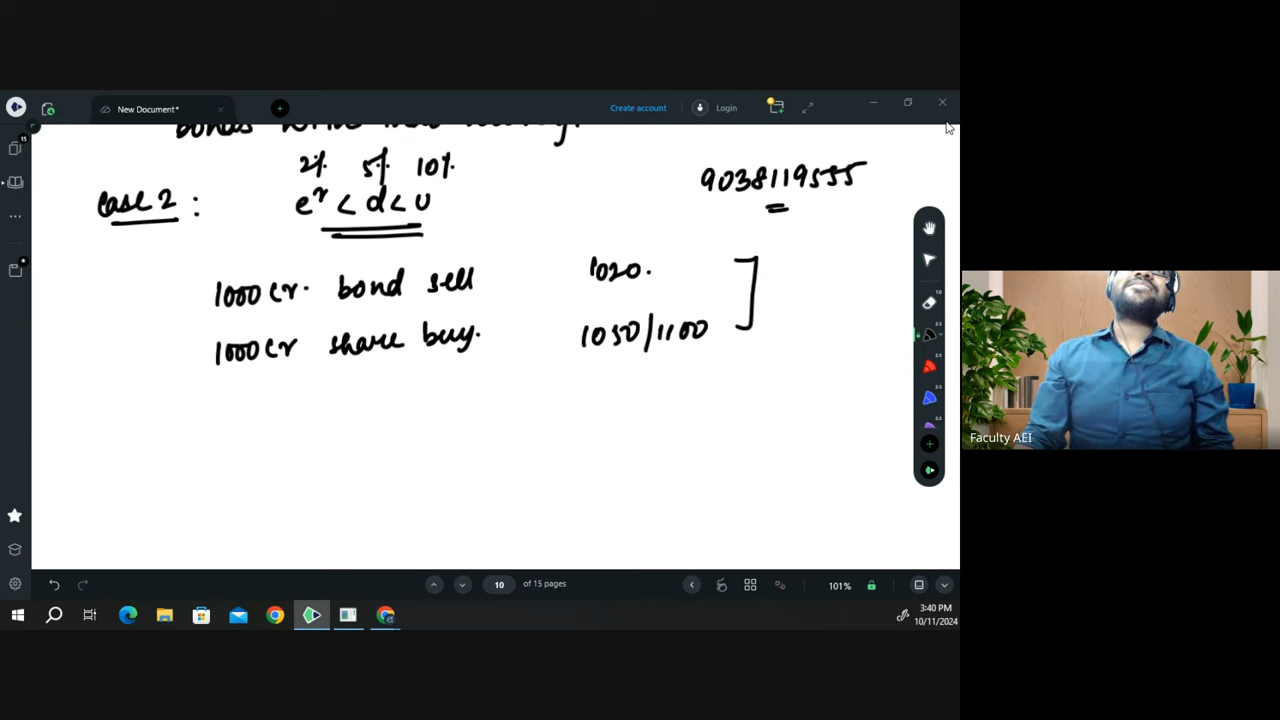 New Document*
Create account
Login
bonds
2% 5% 10%
Case 2 : e^r < d < u
9038119555
1000 cr. bond sell 1020.
1000 cr share buy. 1050/1100
Faculty AEI
10 of 15 pages
101%
3:40 PM
10/11/2024